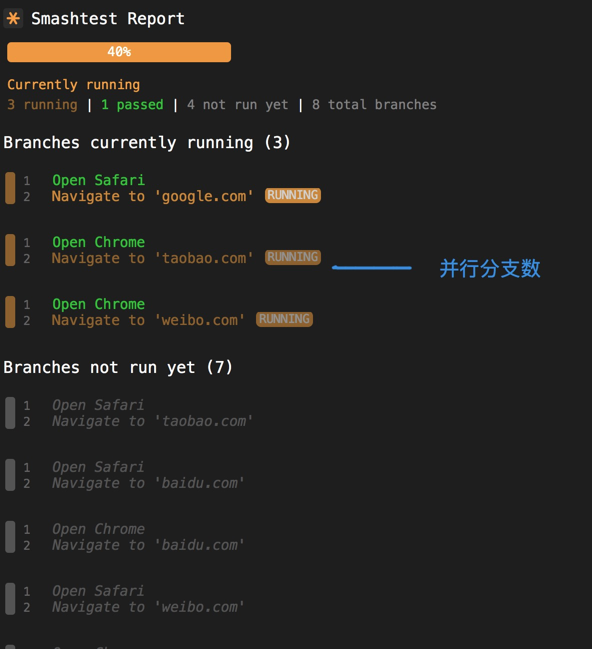 Smashtest Report
40%
Currently running
3 running | 1 passed | 4 not run yet | 8 total branches
Branches currently running (3)
1 Open Safari
2 Navigate to 'google.com' RUNNING
1 Open Chrome
2 Navigate to 'taobao.com' RUNNING
并行分支数
1 Open Chrome
2 Navigate to 'weibo.com' RUNNING
Branches not run yet (7)
1 Open Safari
2 Navigate to 'taobao.com'
1 Open Safari
2 Navigate to 'baidu.com'
1 Open Chrome
2 Navigate to 'baidu.com'
1 Open Safari
2 Navigate to 'weibo.com'